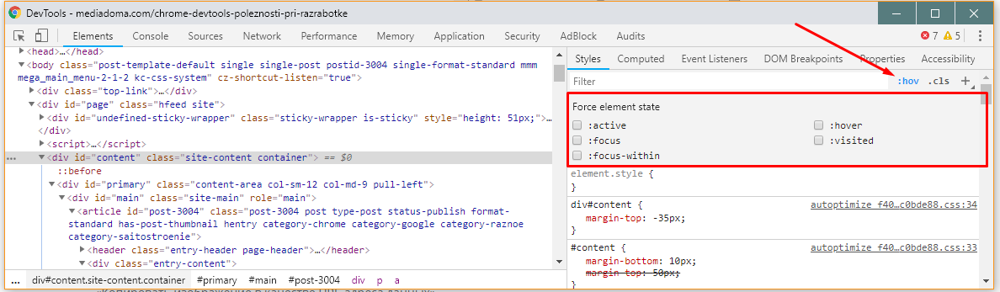 DevTools - mediadoma.com/chrome-devtools-poleznosti-pri-razrabotke
Elements Console Sources Network Performance Memory Application Security AdBlock Audits 7 5
<head>…</head>
<body class="post-template-default single single-post postid-3004 single-format-standard mmm
mega_main_menu-2-1-2 kc-css-system" cz-shortcut-listen="true">
<div class="top-link">…</div>
<div id="page" class="hfeed site">
<div id="undefined-sticky-wrapper" class="sticky-wrapper is-sticky" style="height: 51px;">…
</div>
<script>…</script>
<div id="content" class="site-content container"> == $0
::before
<div id="primary" class="content-area col-sm-12 col-md-9 pull-left">
<div id="main" class="site-main" role="main">
<article id="post-3004" class="post-3004 post type-post status-publish format-
standard has-post-thumbnail hentry category-chrome category-google category-raznoe
category-saitostroenie">
<header class="entry-header page-header">…</header>
<div class="entry-content">
... div#content.site-content.container #primary #main #post-3004 div p a
Styles Computed Event Listeners DOM Breakpoints Properties Accessibility
Filter :hov .cls +
Force element state
:active :hover
:focus :visited
:focus-within
element.style {
}
div#content { autoptimize_f40…c0bde88.css:34
margin-top: -35px;
}
#content { autoptimize_f40…c0bde88.css:33
margin-bottom: 10px;
margin-top: 50px;